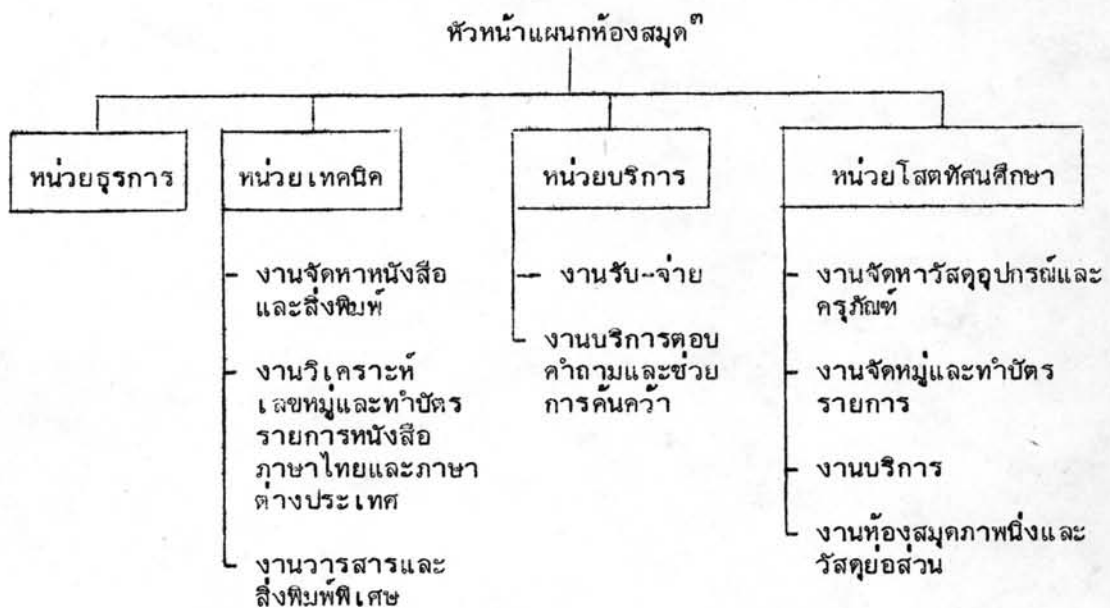 หัวหน้าแผนกห้องสมุด๓
หน่วยธุรการ
หน่วยเทคนิค
งานจัดหาหนังสือ
และสิ่งพิมพ์
งานวิเคราะห์
เลขหมู่และทำบัตร
รายการหนังสือ
ภาษาไทยและภาษา
ต่างประเทศ
งานวารสารและ
สิ่งพิมพ์พิเศษ
หน่วยบริการ
งานรับ-จ่าย
งานบริการตอบ
คำถามและช่วย
การค้นคว้า
หน่วยโสตทัศนศึกษา
งานจัดหาวัสดุอุปกรณ์และ
ครุภัณฑ์
งานจัดหมู่และทำบัตร
รายการ
งานบริการ
งานห้องสมุดภาพนิ่งและ
วัสดุย่อส่วน